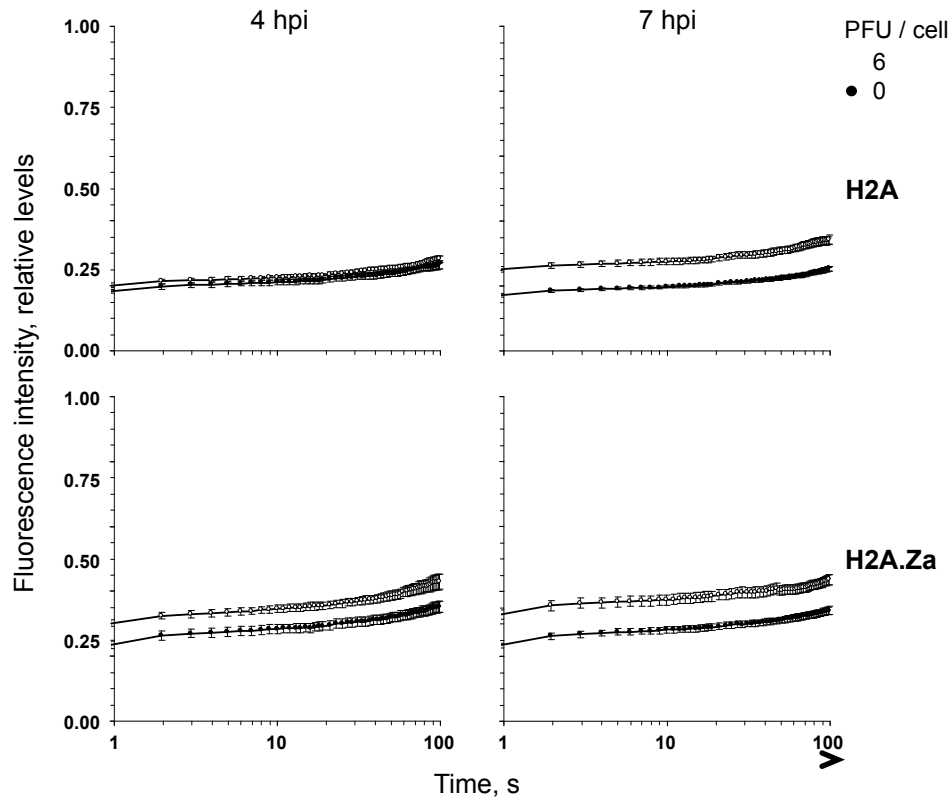 4 hpi
7 hpi
PFU / cell
6
0
H2A
H2A.Za
Fluorescence intensity, relative levels
1.00
0.75
0.50
0.25
0.00
1.00
0.75
0.50
0.25
0.00
1
10
100
1
10
100
Time, s